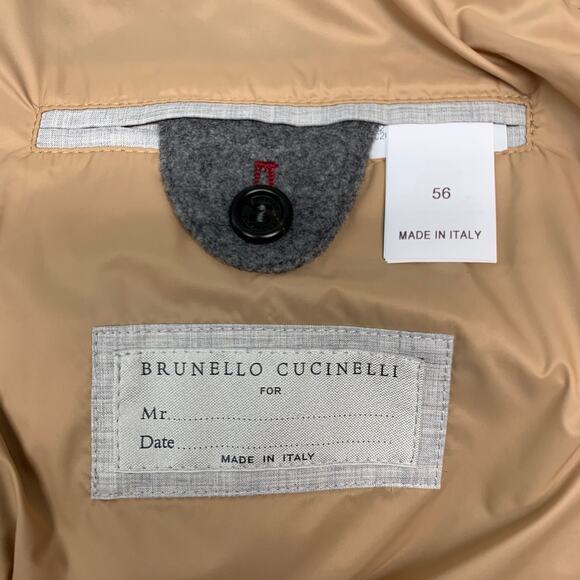 56
MADE IN ITALY
BRUNELLO CUCINELLI
FOR
Mr.
Date
MADE IN ITALY